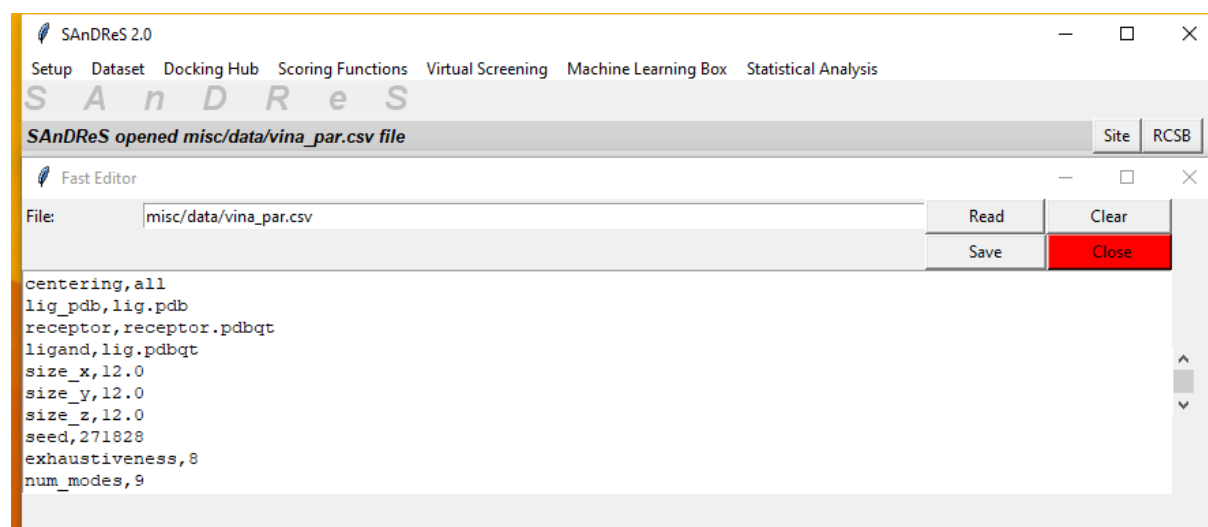 SAnDReS 2.0
Setup Dataset Docking Hub Scoring Functions Virtual Screening Machine Learning Box Statistical Analysis
S A n D R e S
SAnDReS opened misc/data/vina_par.csv file Site RCSB
Fast Editor
File: misc/data/vina_par.csv Read Clear
Save Close
centering,all
lig_pdb,lig.pdb
receptor,receptor.pdbqt
ligand,lig.pdbqt
size_x,12.0
size_y,12.0
size_z,12.0
seed,271828
exhaustiveness,8
num_modes,9